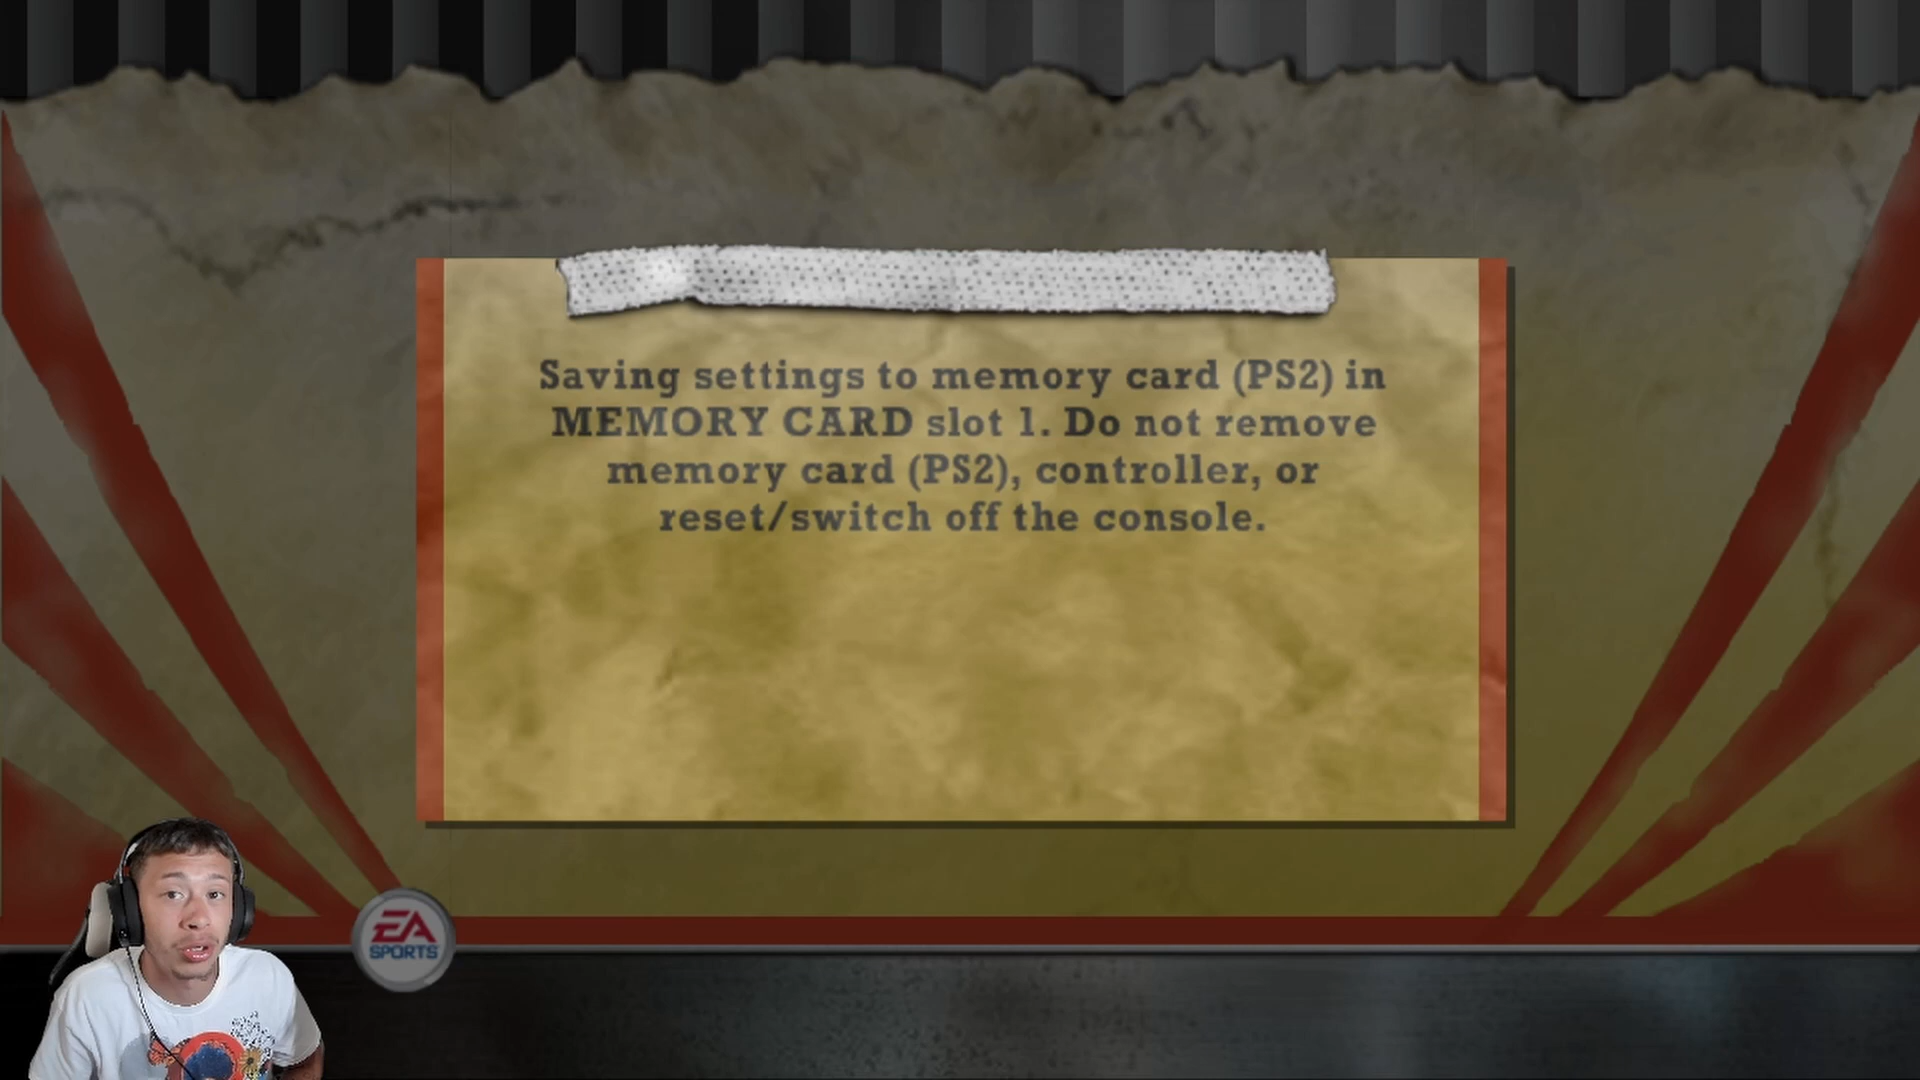 Saving settings to memory card (PS2) in
MEMORY CARD slot 1. Do not remove
memory card (PS2), controller, or
reset/switch off the console.
EA
SPORTS